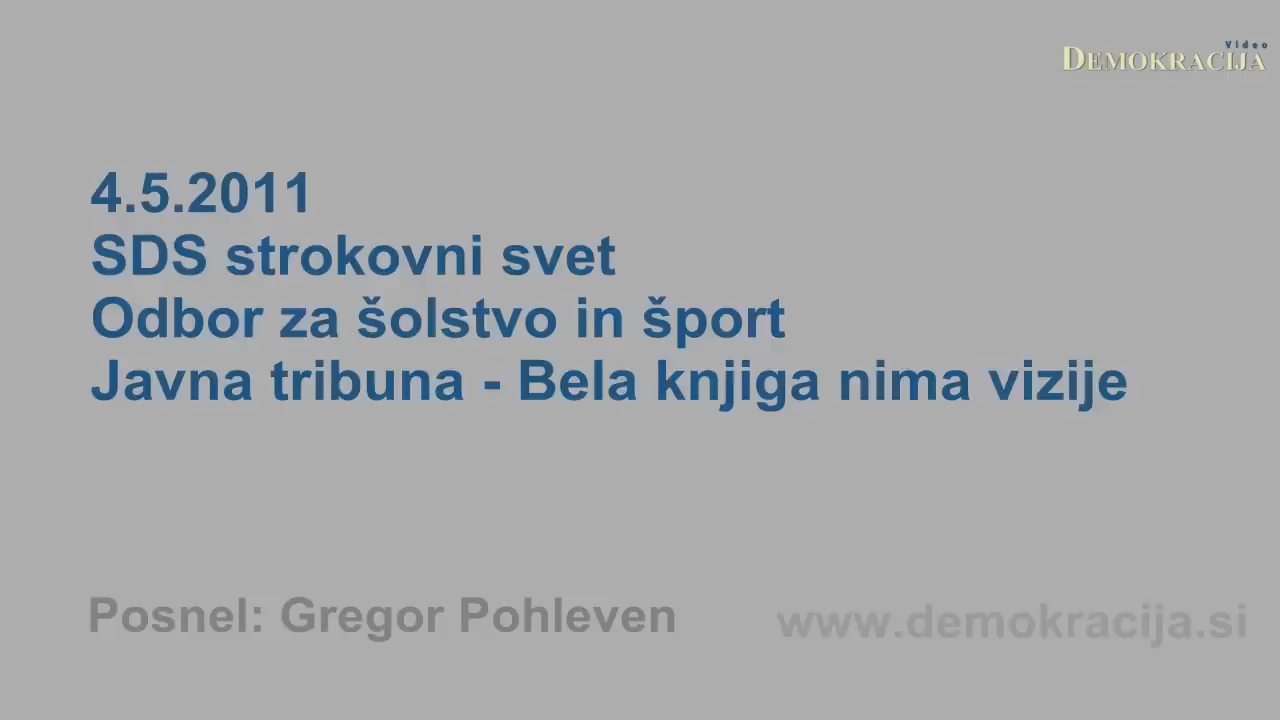 Video
DEMOKRACIJA
4.5.2011
SDS strokovni svet
Odbor za šolstvo in šport
Javna tribuna - Bela knjiga nima vizije
Posnel: Gregor Pohleven
www.demokracija.si